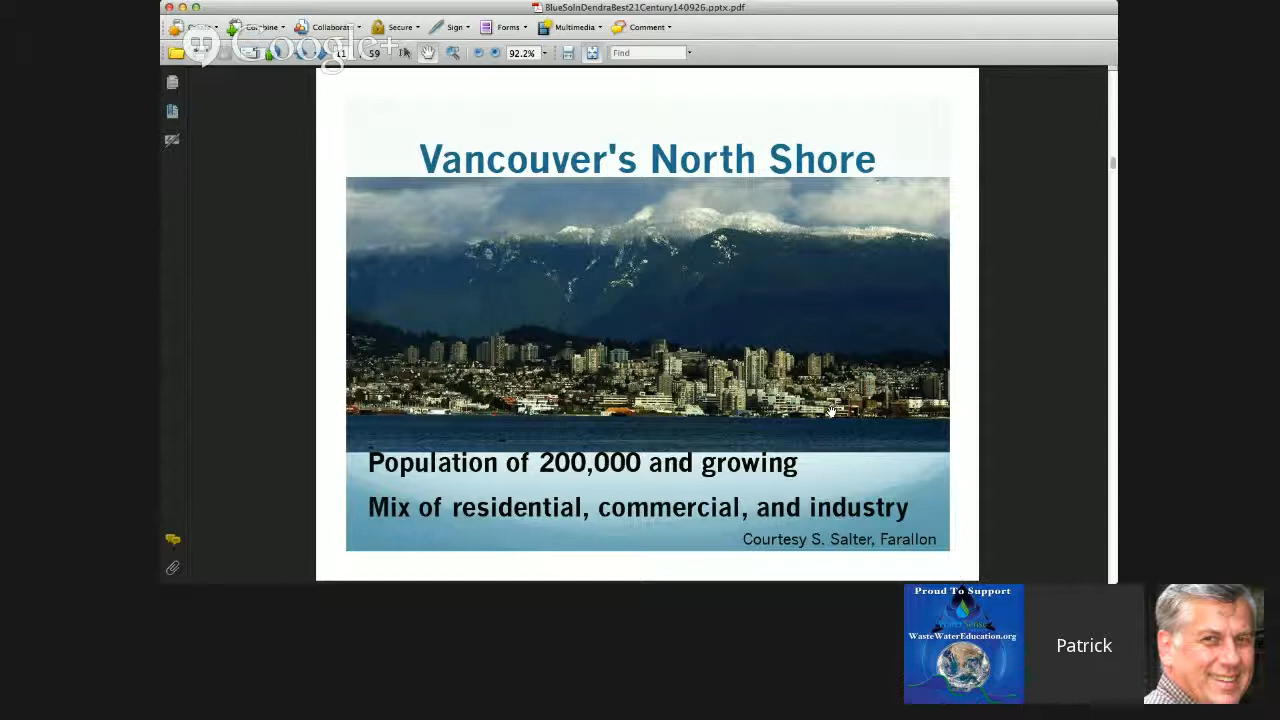 BlueSolnDendraBest21Century140926.pptx.pdf
Combine
Collaborate
Secure
Sign
Forms
Multimedia
Comment
Google+
59
92.2%
Find
Vancouver's North Shore
Population of 200,000 and growing
Mix of residential, commercial, and industry
Courtesy S. Salter, Farallon
Proud To Support
WaterSense
WasteWaterEducation.org
Patrick